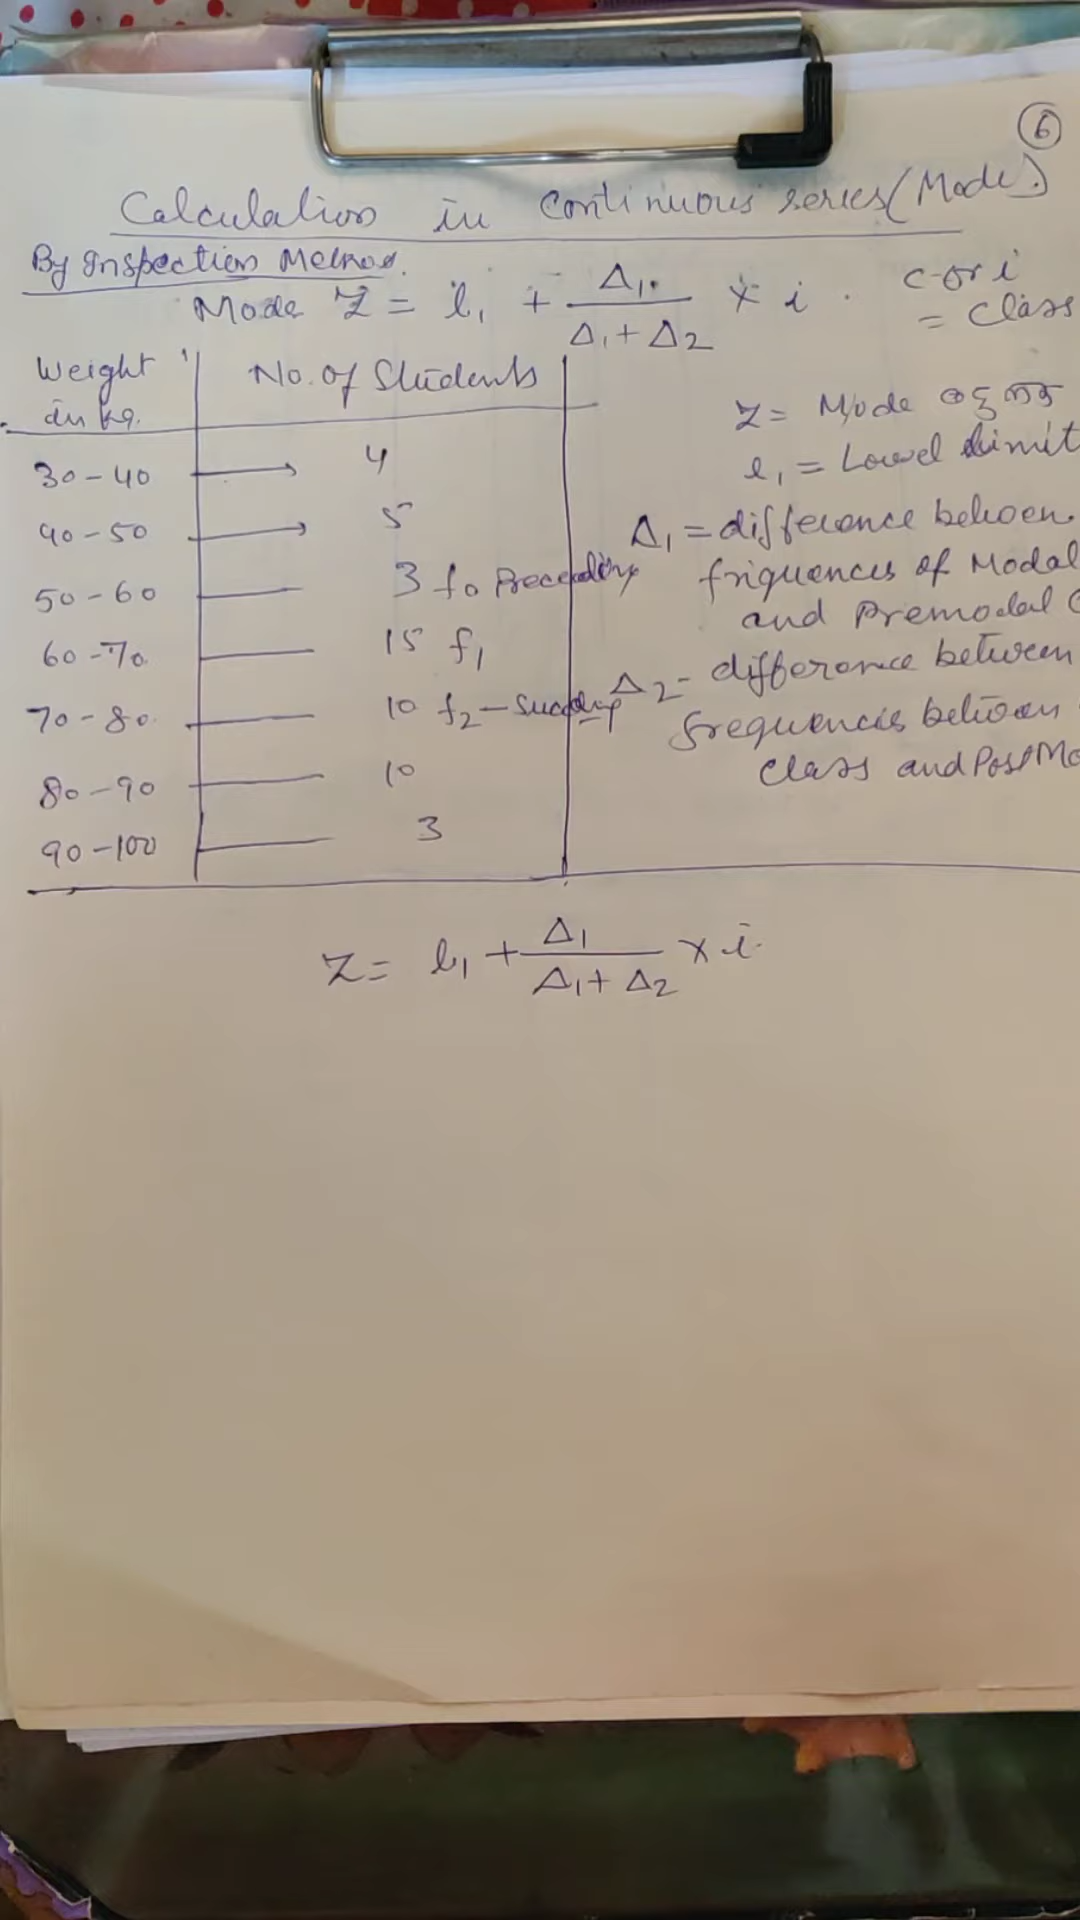 6
Calculation in Continuous series (Mode.)
By Inspection Method.
Mode Z = l₁ + Δ₁ / Δ₁ + Δ₂ × i .
C or i
= Class
Weight in kg. No. of Students
30-40 4
40-50 5
50-60 3 f₀ Preceding
60-70 15 f₁
70-80 10 f₂ - Succeding
80-90 10
90-100 3
Z = Mode
l₁ = Lower limit
Δ₁ = difference between
friquences of Modal
and Premodal
Δ₂ - difference between
frequencies between
Class and Post Mo
Z = l₁ + Δ₁ / Δ₁ + Δ₂ × i